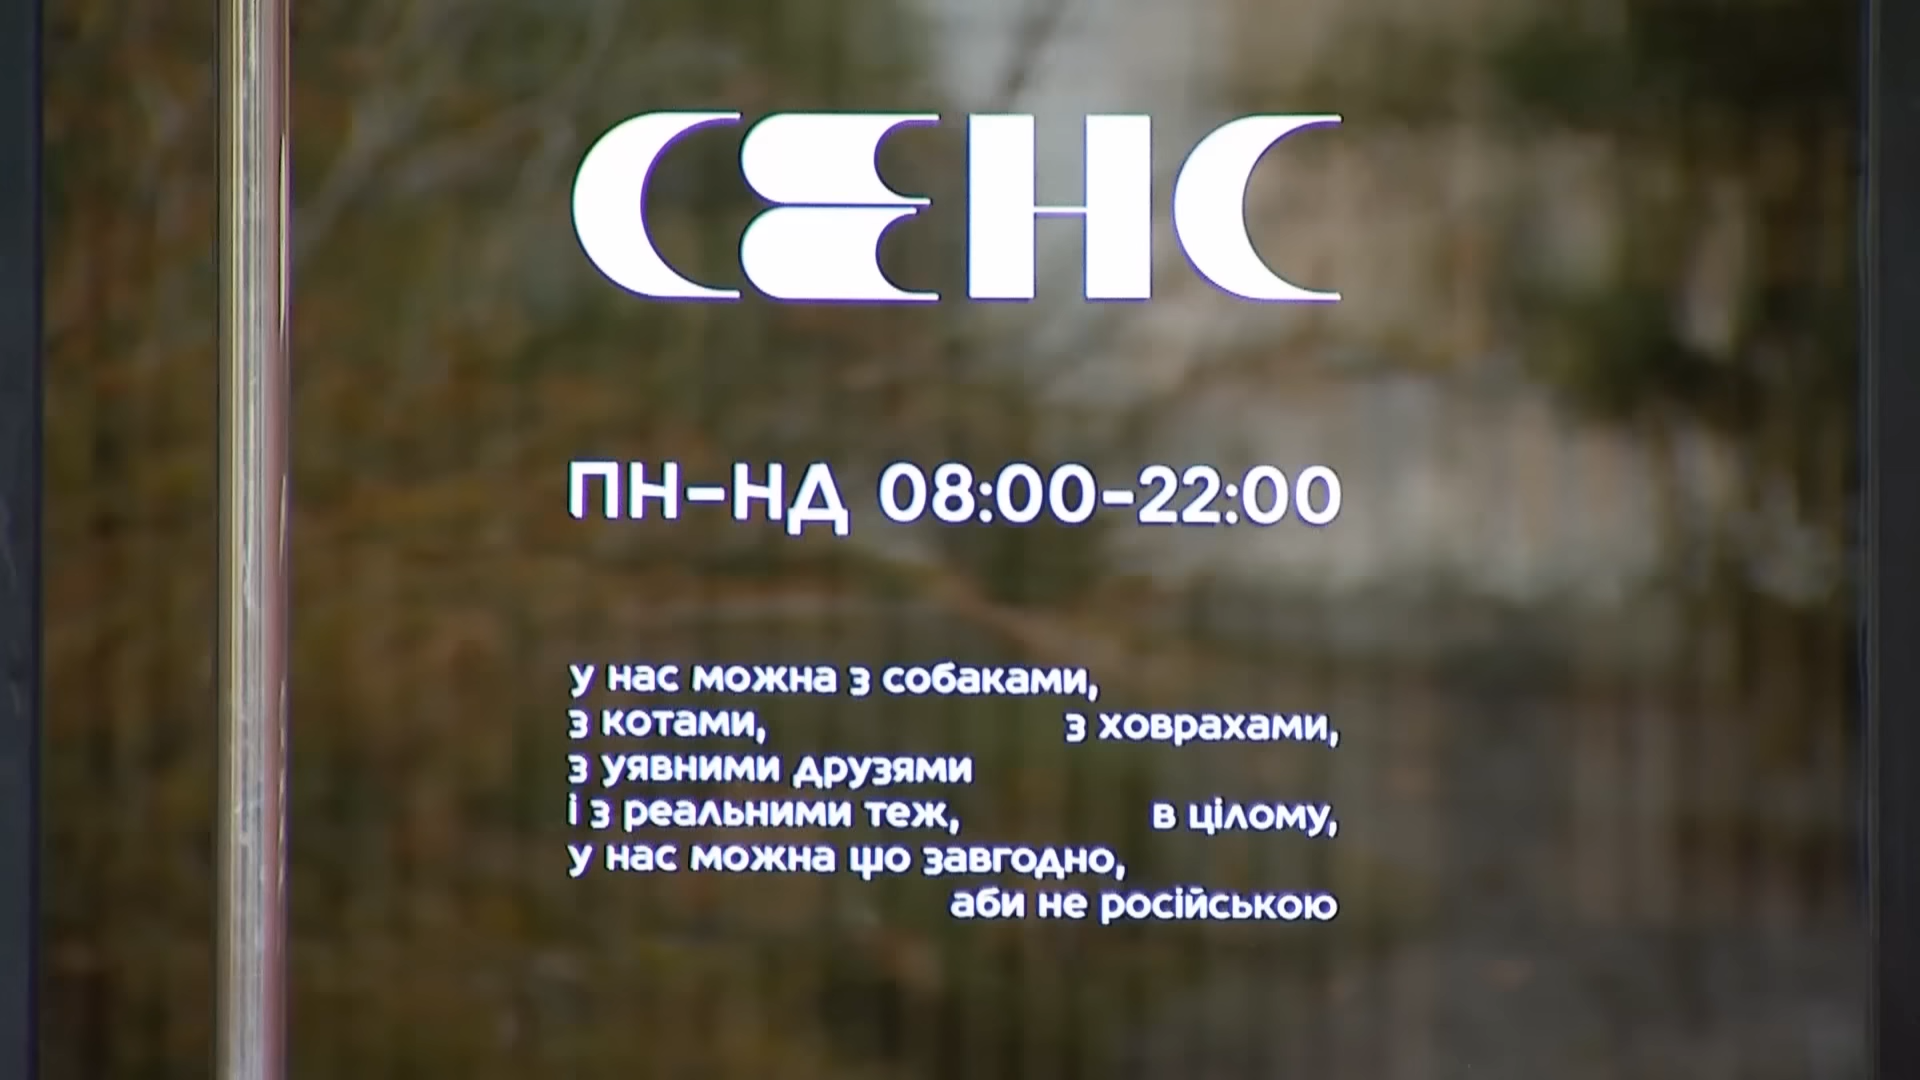 СЕНС
ПН-НД 08:00-22:00
у нас можна з собаками,
з котами, з ховрахами,
з уявними друзями
і з реальними теж, в цілому,
у нас можна шо завгодно,
аби не російською